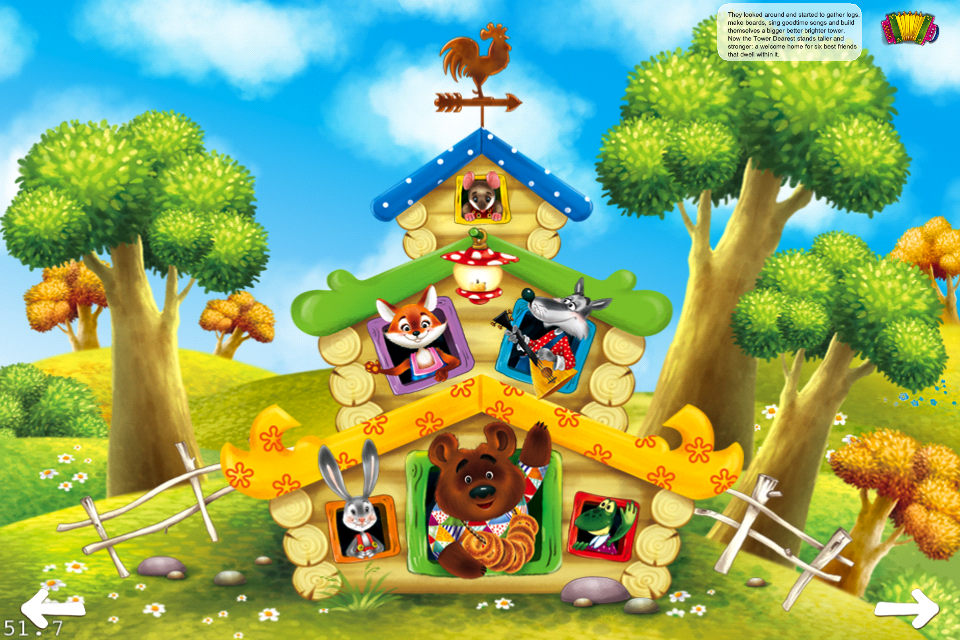 They looked around and started to gather logs,
make boards, sing goodtime songs and build
themselves a bigger better brighter tower.
Now the Tower Dearest stands taller and
stronger: a welcome home for six best friends
that dwell within it.
51.7